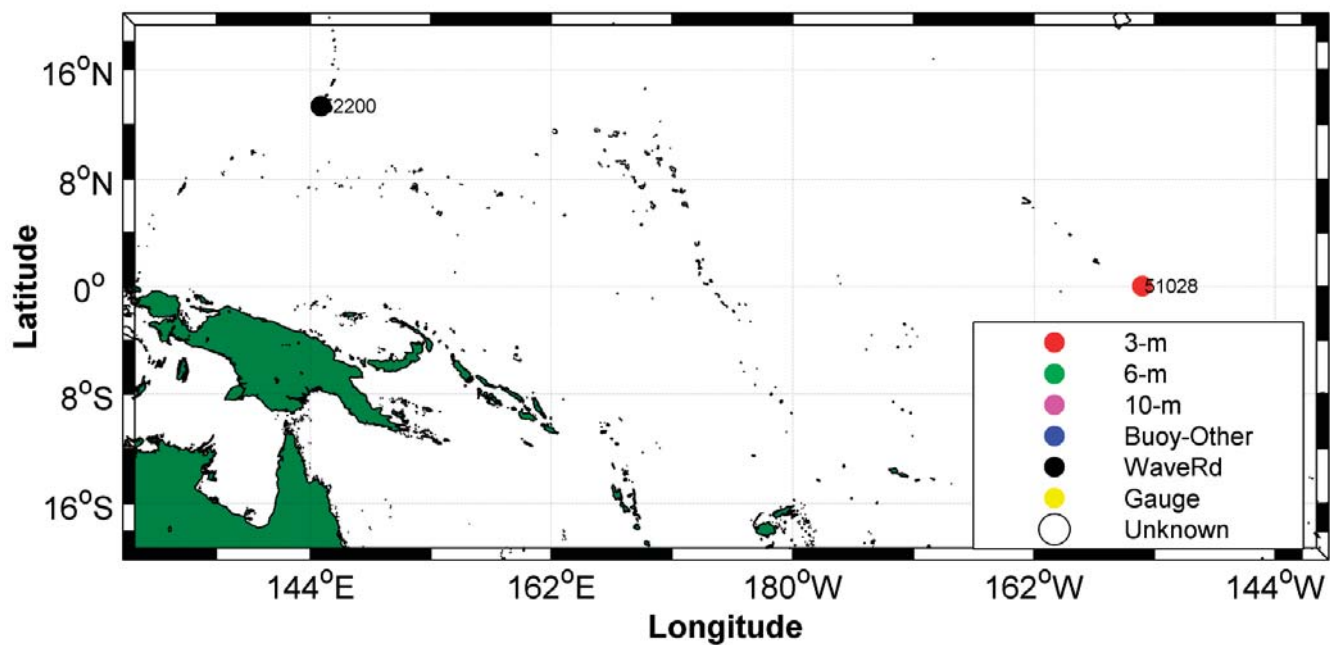 16°N
2200
8°N
0°
51028
8°S
16°S
Latitude
3-m
6-m
10-m
Buoy-Other
WaveRd
Gauge
Unknown
144°E 162°E 180°W 162°W 144°W
Longitude